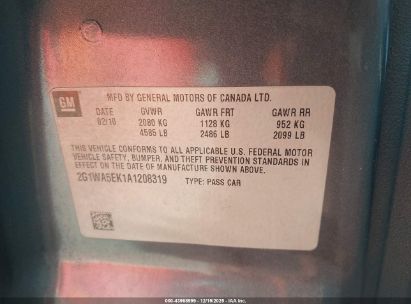 GM
MFD BY GENERAL MOTORS OF CANADA LTD.
DATE GVWR GAWR FRT GAWR RR
02/10 2080 KG 1128 KG 952 KG
4585 LB 2486 LB 2099 LB
THIS VEHICLE CONFORMS TO ALL APPLICABLE U.S. FEDERAL MOTOR
VEHICLE SAFETY, BUMPER, AND THEFT PREVENTION STANDARDS IN
EFFECT ON THE DATE OF MANUFACTURE SHOWN ABOVE.
2G1WA5EK1A1208319 TYPE: PASS CAR